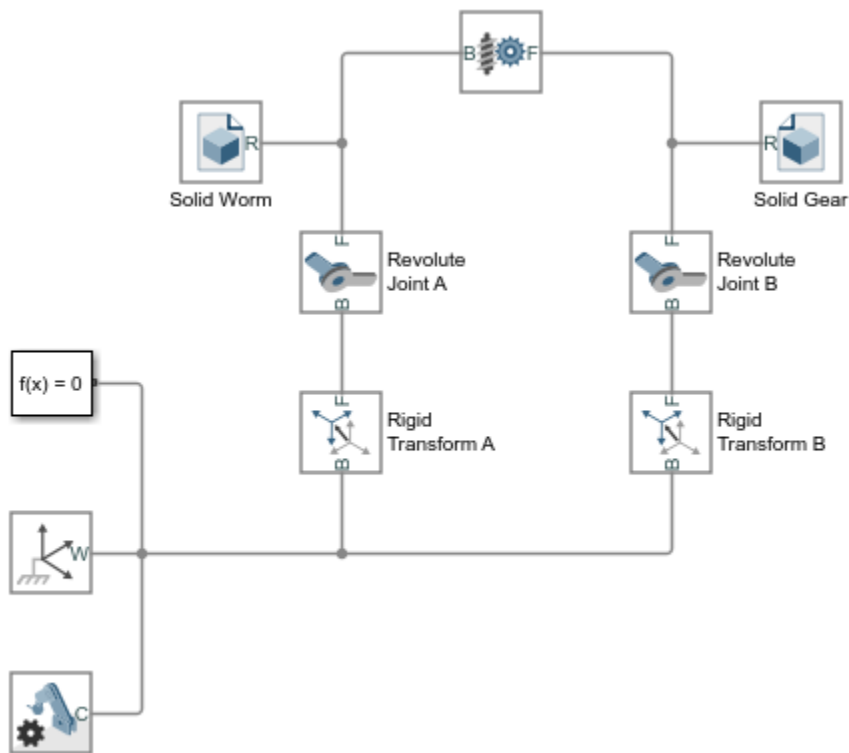 B F
R
Solid Worm
R
Solid Gear
F
Revolute
Joint A
B
F
Revolute
Joint B
B
f(x) = 0
F
Rigid
Transform A
B
F
Rigid
Transform B
B
W
C